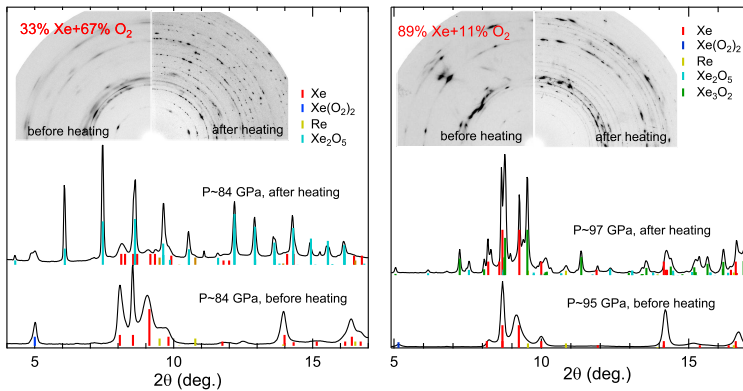 33% Xe+67% O2
before heating
after heating
Xe
Xe(O2)2
Re
Xe2O5
P~84 GPa, after heating
P~84 GPa, before heating
5
10
15
2θ (deg.)
89% Xe+11% O2
before heating
after heating
Xe
Xe(O2)2
Re
Xe2O5
Xe3O2
P~97 GPa, after heating
P~95 GPa, before heating
5
10
15
2θ (deg.)